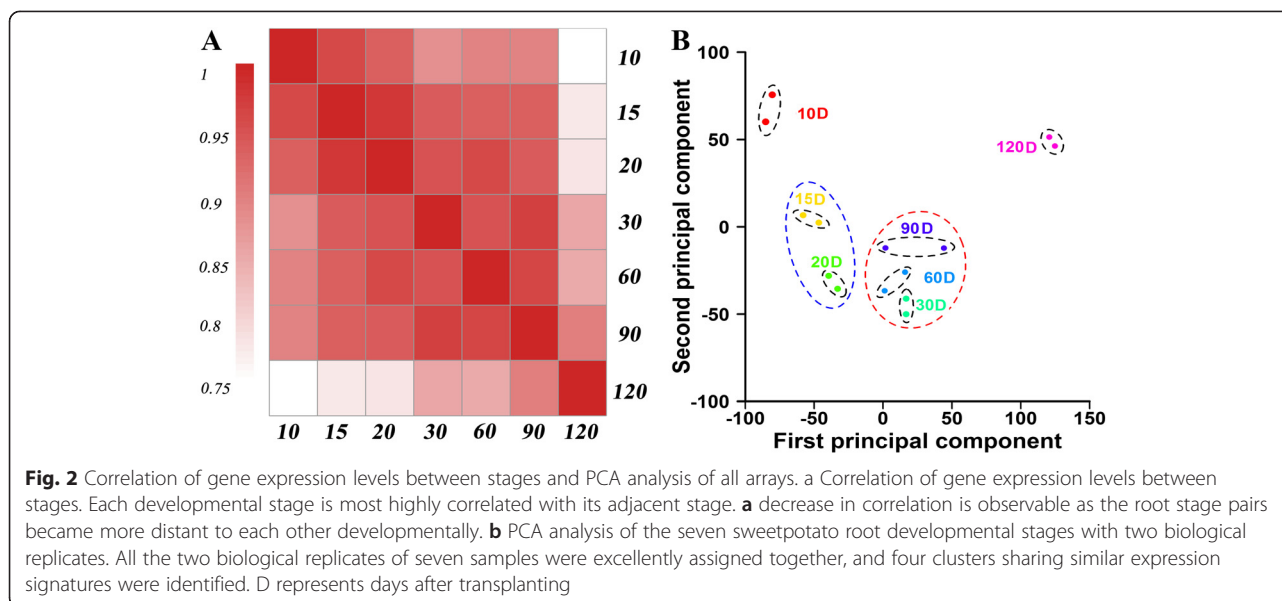 A
1
0.95
0.9
0.85
0.8
0.75
10
15
20
30
60
90
120
10 15 20 30 60 90 120
B
Second principal component
100
50
0
-50
-100
10D
120D
15D
90D
20D
60D
30D
-100 -50 0 50 100 150
First principal component
Fig. 2 Correlation of gene expression levels between stages and PCA analysis of all arrays. a Correlation of gene expression levels between
stages. Each developmental stage is most highly correlated with its adjacent stage. a decrease in correlation is observable as the root stage pairs
became more distant to each other developmentally. b PCA analysis of the seven sweetpotato root developmental stages with two biological
replicates. All the two biological replicates of seven samples were excellently assigned together, and four clusters sharing similar expression
signatures were identified. D represents days after transplanting